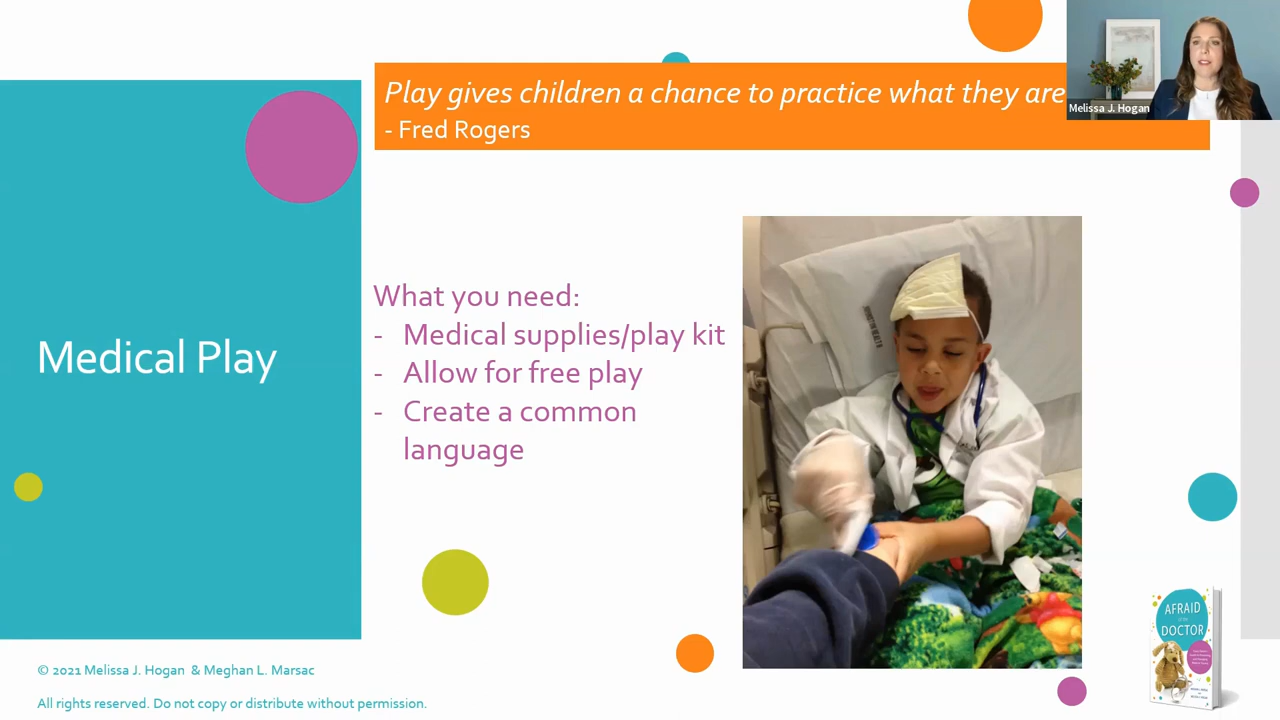 Play gives children a chance to practice what they are
- Fred Rogers
Melissa J. Hogan
What you need:
- Medical supplies/play kit
- Allow for free play
- Create a common
language
Medical Play
AFRAID
DOCTOR
© 2021 Melissa J. Hogan & Meghan L. Marsac
All rights reserved. Do not copy or distribute without permission.